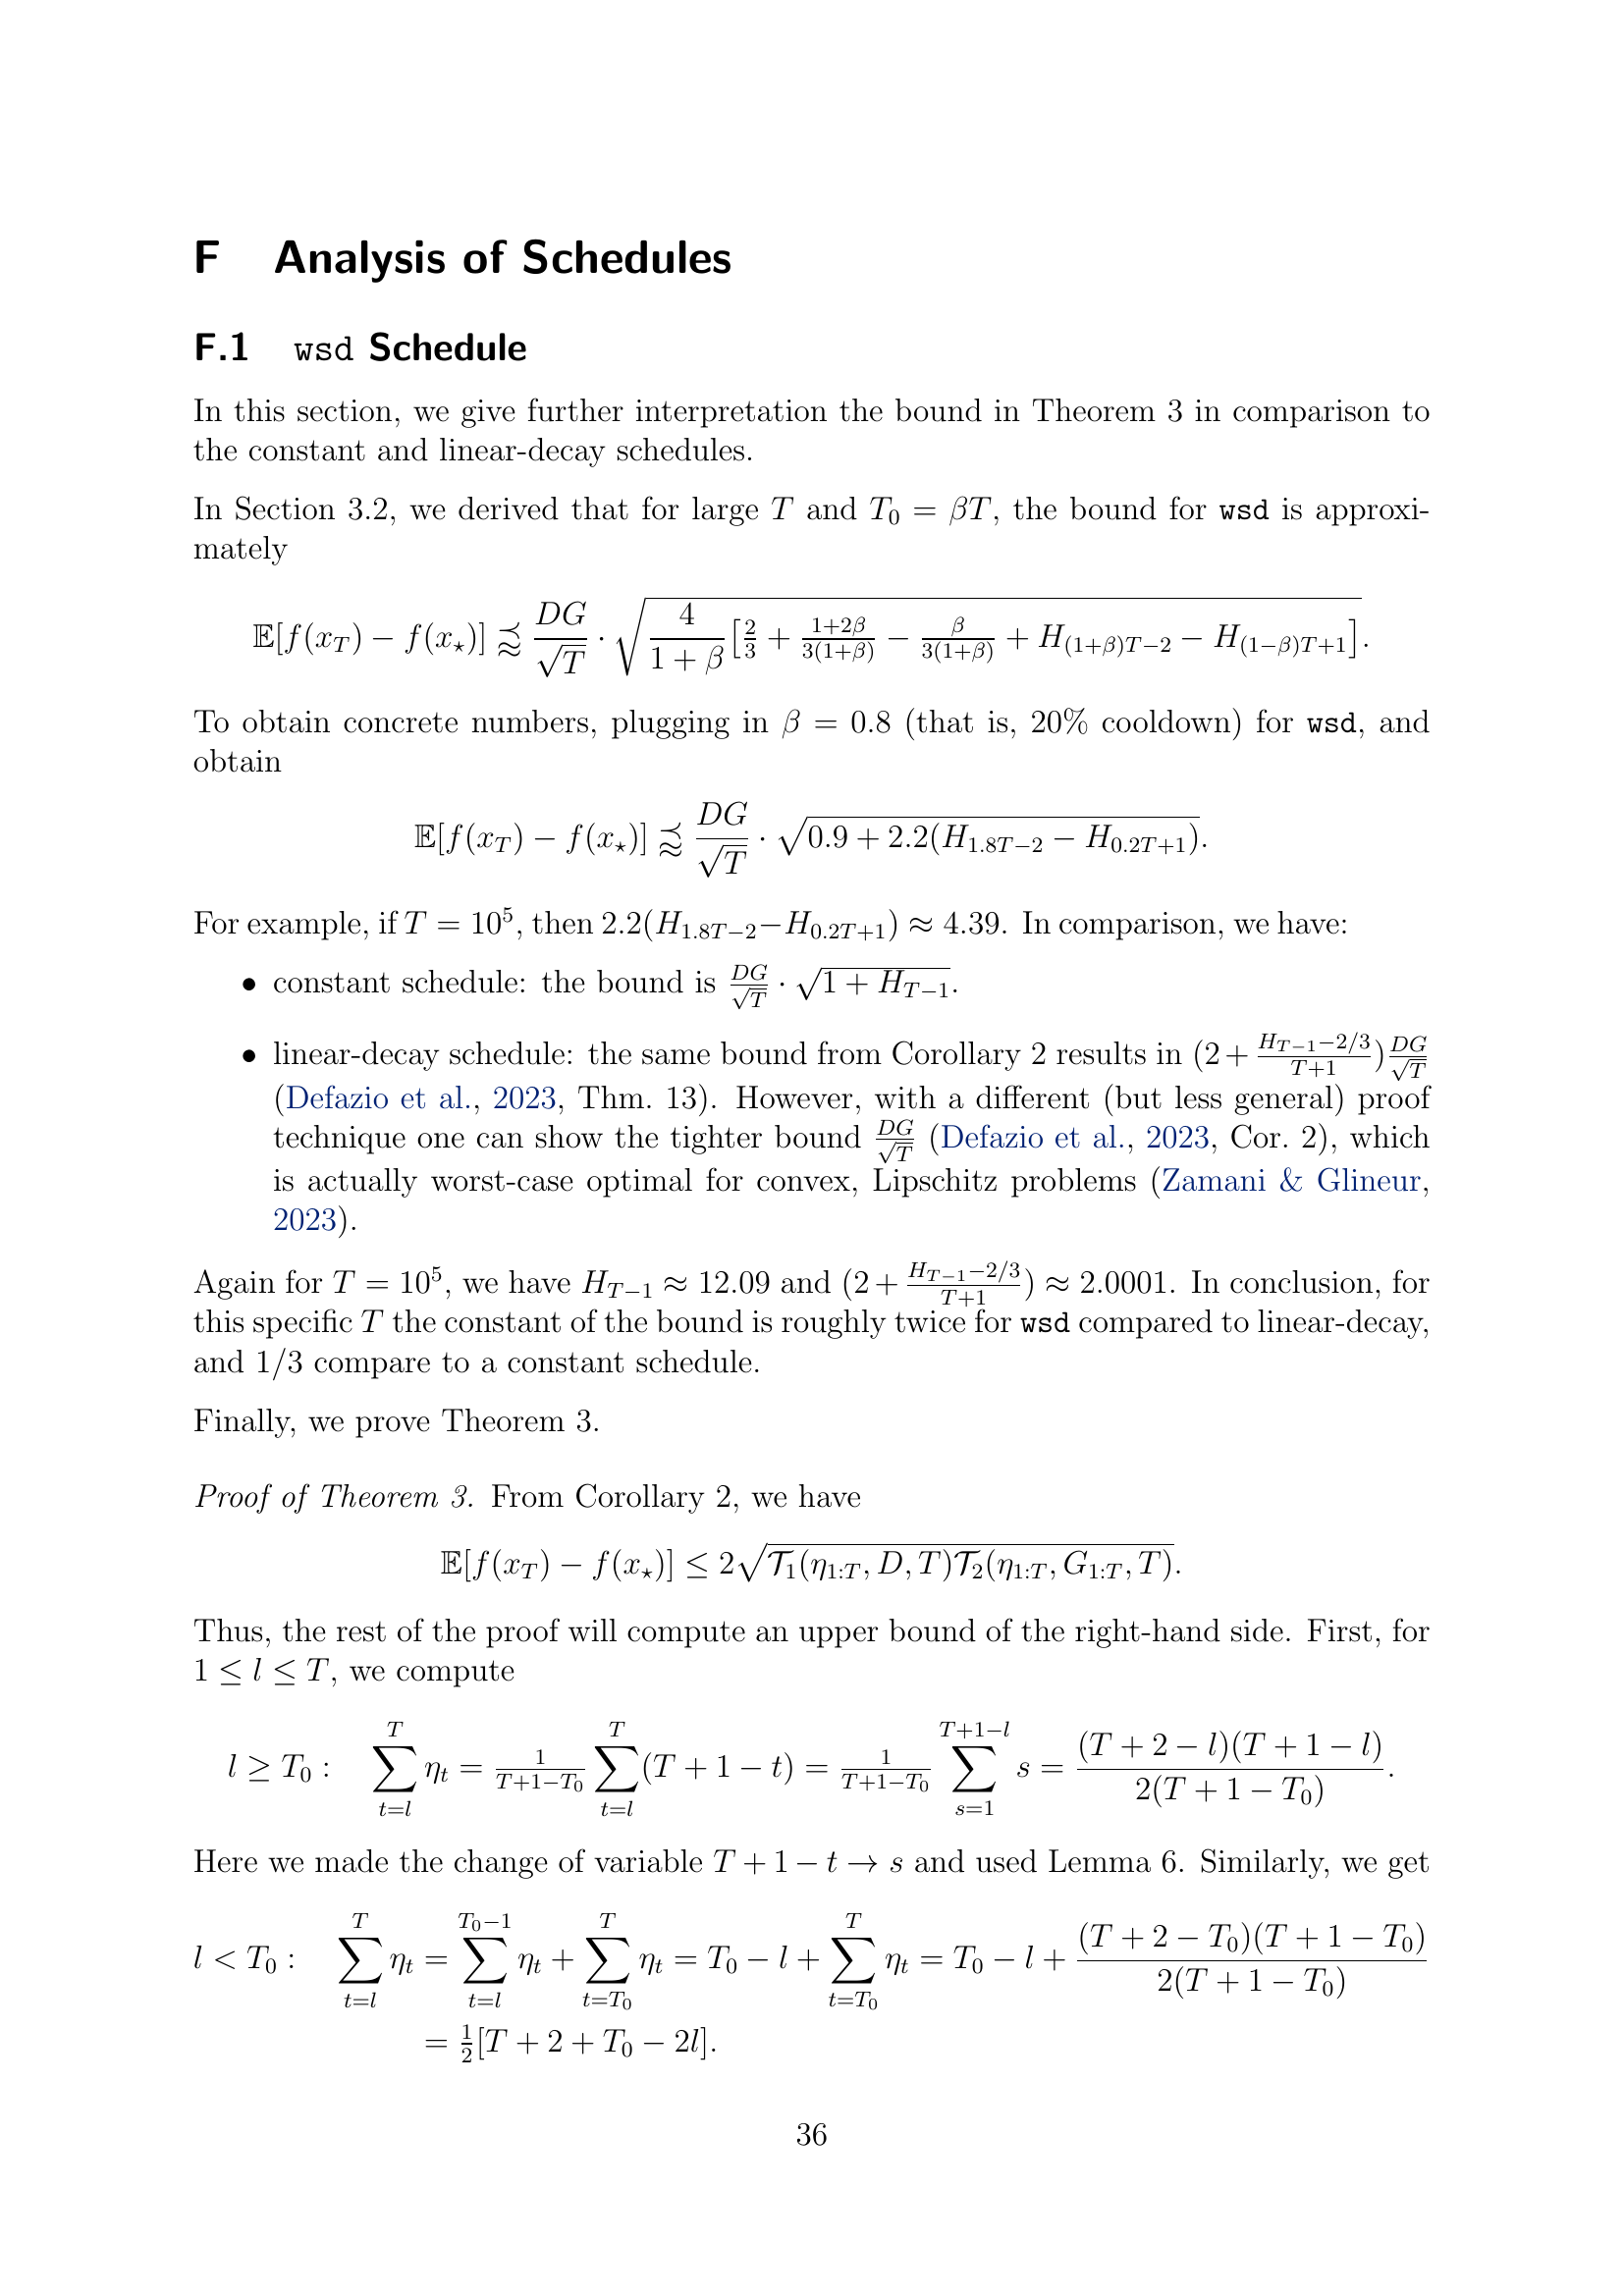 F Analysis of Schedules
F.1 wsd Schedule
In this section, we give further interpretation the bound in Theorem 3 in comparison to
the constant and linear-decay schedules.
In Section 3.2, we derived that for large $T$ and $T_0 = \beta T$, the bound for wsd is approxi-
mately
$\mathbb{E}[f(x_T) - f(x_\star)] \precapprox \frac{DG}{\sqrt{T}} \cdot \sqrt{\frac{4}{1+\beta}\left[\frac{2}{3} + \frac{1+2\beta}{3(1+\beta)} - \frac{\beta}{3(1+\beta)} + H_{(1+\beta)T-2} - H_{(1-\beta)T+1}\right]}.$
To obtain concrete numbers, plugging in $\beta = 0.8$ (that is, 20% cooldown) for wsd, and
obtain
$\mathbb{E}[f(x_T) - f(x_\star)] \precapprox \frac{DG}{\sqrt{T}} \cdot \sqrt{0.9 + 2.2(H_{1.8T-2} - H_{0.2T+1})}.$
For example, if $T = 10^5$, then $2.2(H_{1.8T-2} - H_{0.2T+1}) \approx 4.39$. In comparison, we have:
• constant schedule: the bound is $\frac{DG}{\sqrt{T}} \cdot \sqrt{1 + H_{T-1}}$.
• linear-decay schedule: the same bound from Corollary 2 results in $(2 + \frac{H_{T-1}-2/3}{T+1})\frac{DG}{\sqrt{T}}$
(Defazio et al., 2023, Thm. 13). However, with a different (but less general) proof
technique one can show the tighter bound $\frac{DG}{\sqrt{T}}$ (Defazio et al., 2023, Cor. 2), which
is actually worst-case optimal for convex, Lipschitz problems (Zamani & Glineur,
2023).
Again for $T = 10^5$, we have $H_{T-1} \approx 12.09$ and $(2 + \frac{H_{T-1}-2/3}{T+1}) \approx 2.0001$. In conclusion, for
this specific $T$ the constant of the bound is roughly twice for wsd compared to linear-decay,
and 1/3 compare to a constant schedule.
Finally, we prove Theorem 3.
Proof of Theorem 3. From Corollary 2, we have
$\mathbb{E}[f(x_T) - f(x_\star)] \leq 2\sqrt{\mathcal{T}_1(\eta_{1:T}, D, T)\mathcal{T}_2(\eta_{1:T}, G_{1:T}, T)}.$
Thus, the rest of the proof will compute an upper bound of the right-hand side. First, for
$1 \leq l \leq T$, we compute
$l \geq T_0 : \quad \sum_{t=l}^{T} \eta_t = \frac{1}{T+1-T_0} \sum_{t=l}^{T} (T + 1 - t) = \frac{1}{T+1-T_0} \sum_{s=1}^{T+1-l} s = \frac{(T + 2 - l)(T + 1 - l)}{2(T + 1 - T_0)}.$
Here we made the change of variable $T + 1 - t \to s$ and used Lemma 6. Similarly, we get
$l < T_0 : \quad \sum_{t=l}^{T} \eta_t = \sum_{t=l}^{T_0-1} \eta_t + \sum_{t=T_0}^{T} \eta_t = T_0 - l + \sum_{t=T_0}^{T} \eta_t = T_0 - l + \frac{(T + 2 - T_0)(T + 1 - T_0)}{2(T + 1 - T_0)}$
$= \frac{1}{2}[T + 2 + T_0 - 2l].$
36